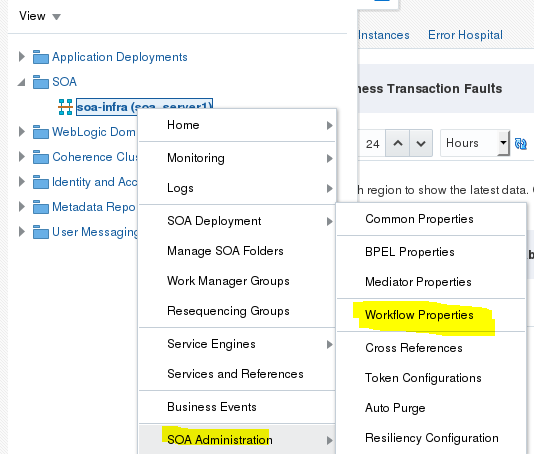 View
Application Deployments
SOA
soa-infra (soa_server1)
WebLogic Dom
Coherence Clus
Identity and Acc
Metadata Repo
User Messaging
Home
Monitoring
Logs
SOA Deployment
Manage SOA Folders
Work Manager Groups
Resequencing Groups
Service Engines
Services and References
Business Events
SOA Administration
Instances
Error Hospital
ness Transaction Faults
24
Hours
h region to show the latest data.
Common Properties
BPEL Properties
Mediator Properties
Workflow Properties
Cross References
Token Configurations
Auto Purge
Resiliency Configuration